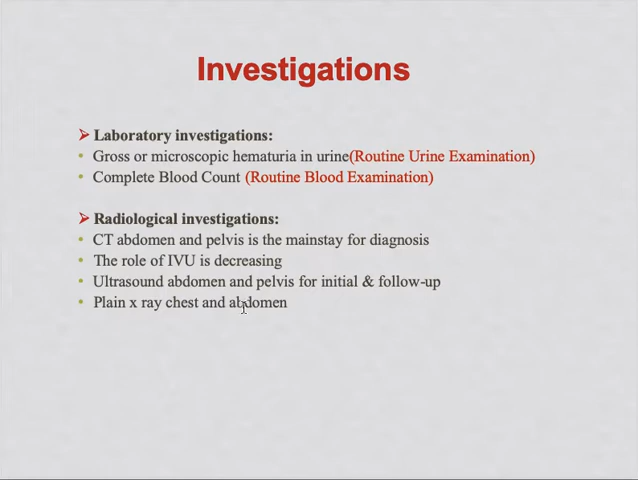 Investigations
➢ Laboratory investigations:
• Gross or microscopic hematuria in urine(Routine Urine Examination)
• Complete Blood Count (Routine Blood Examination)
➢ Radiological investigations:
• CT abdomen and pelvis is the mainstay for diagnosis
• The role of IVU is decreasing
• Ultrasound abdomen and pelvis for initial & follow-up
• Plain x ray chest and abdomen